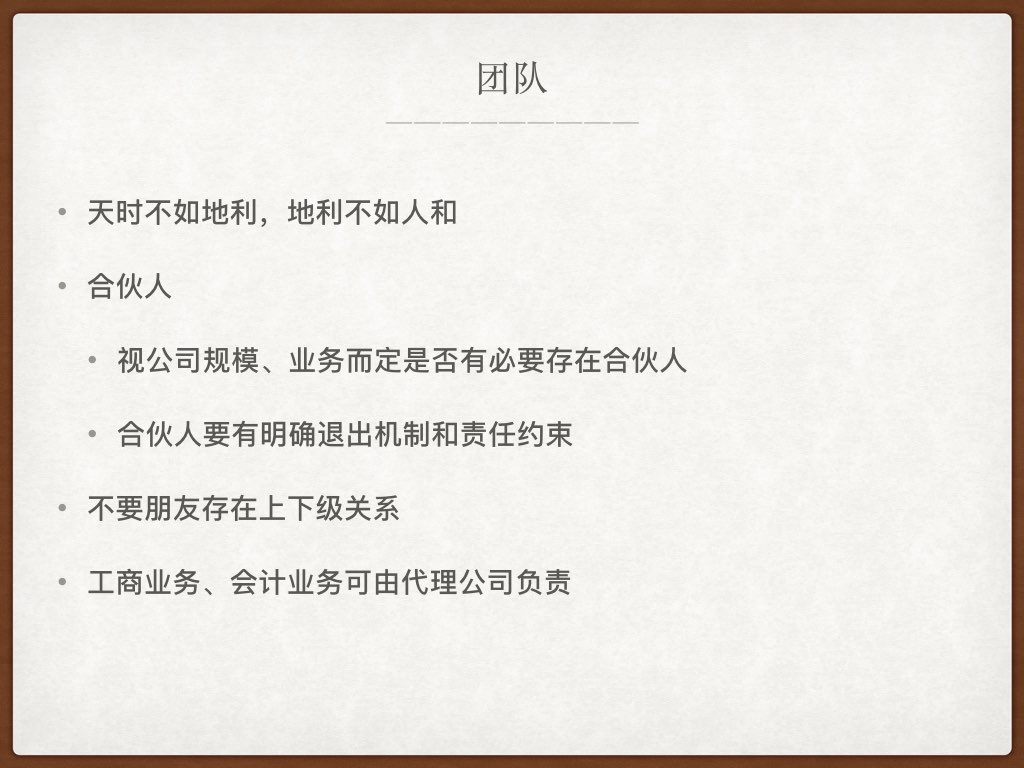 团队
天时不如地利，地利不如人和
合伙人
视公司规模、业务而定是否有必要存在合伙人
合伙人要有明确退出机制和责任约束
不要朋友存在上下级关系
工商业务、会计业务可由代理公司负责